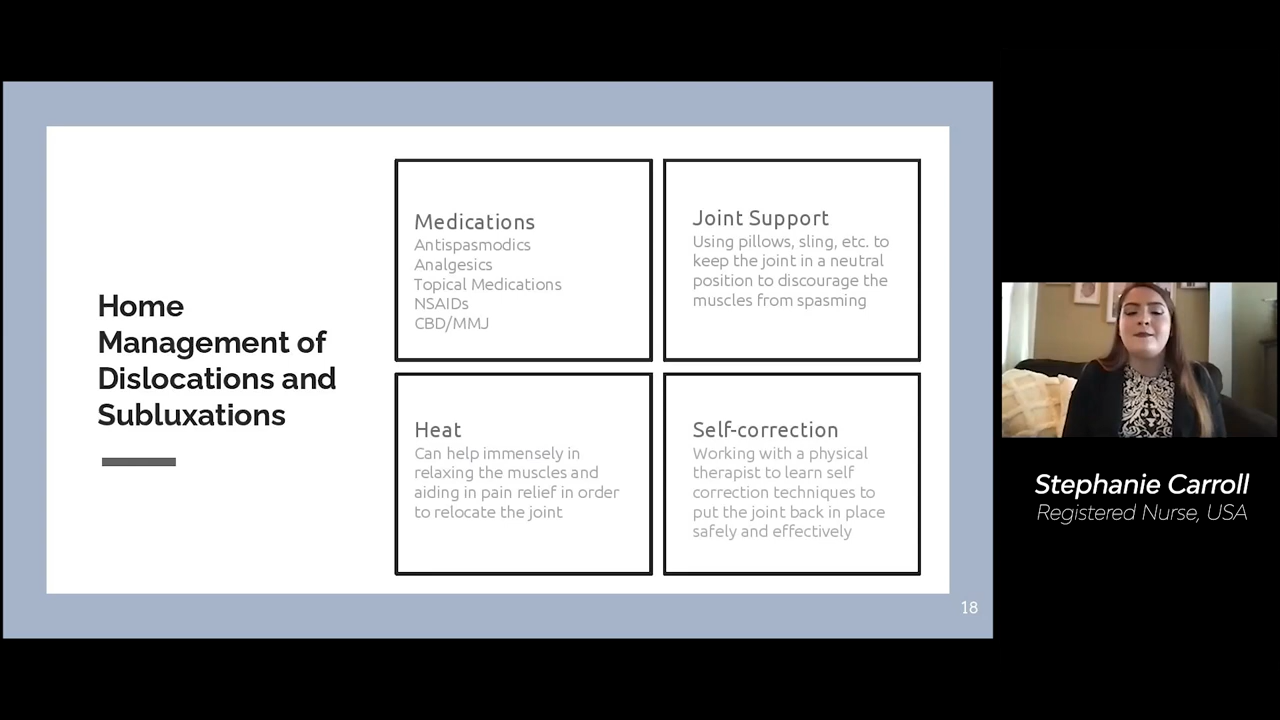 Home
Management of
Dislocations and
Subluxations
Medications
Antispasmodics
Analgesics
Topical Medications
NSAIDs
CBD/MMJ
Joint Support
Using pillows, sling, etc. to
keep the joint in a neutral
position to discourage the
muscles from spasming
Heat
Can help immensely in
relaxing the muscles and
aiding in pain relief in order
to relocate the joint
Self-correction
Working with a physical
therapist to learn self
correction techniques to
put the joint back in place
safely and effectively
18
Stephanie Carroll
Registered Nurse, USA